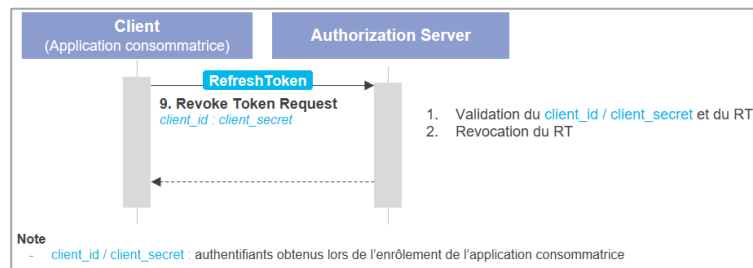 Client
(Application consommatrice)
Authorization Server
RefreshToken
9. Revoke Token Request
client_id : client_secret
1. Validation du client_id / client_secret et du RT
2. Revocation du RT
Note
- client_id / client_secret : authentifiants obtenus lors de l'enrôlement de l'application consommatrice